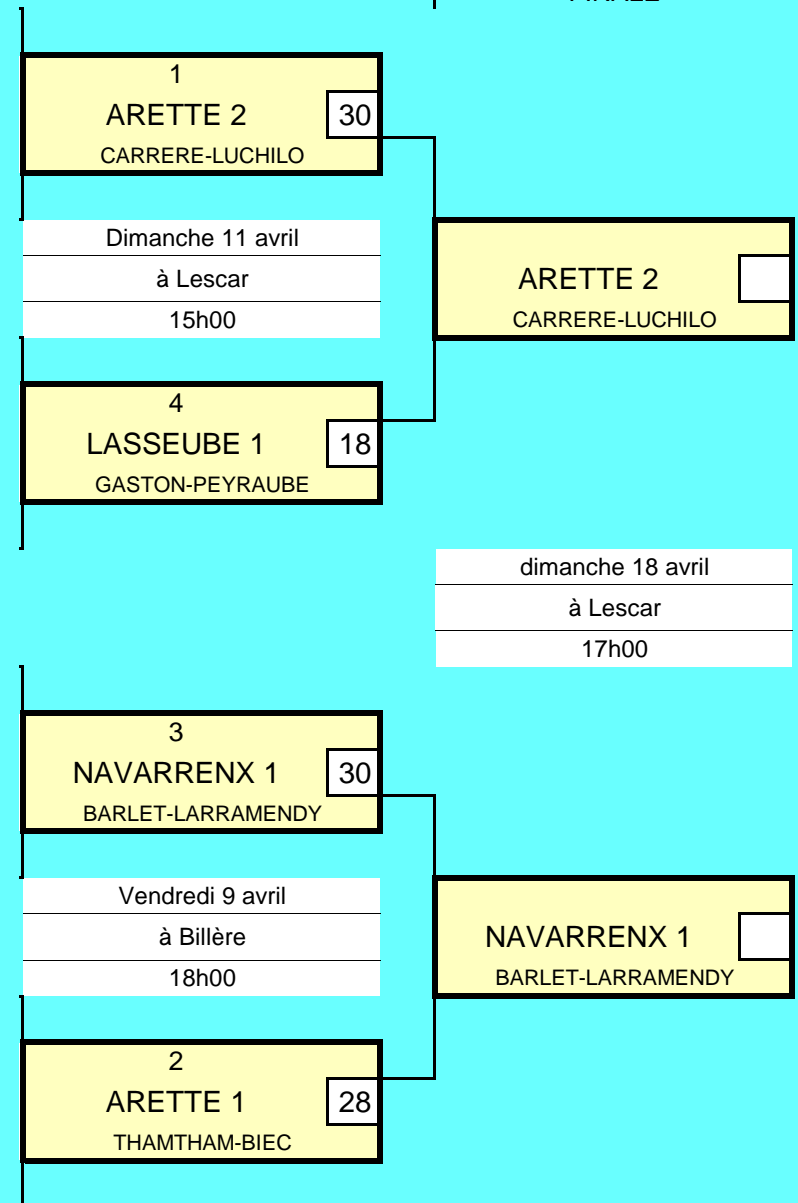 1
ARETTE 2
30
CARRERE-LUCHILO
Dimanche 11 avril
à Lescar
15h00
4
LASSEUBE 1
18
GASTON-PEYRAUBE
ARETTE 2
CARRERE-LUCHILO
dimanche 18 avril
à Lescar
17h00
3
NAVARRENX 1
30
BARLET-LARRAMENDY
Vendredi 9 avril
à Billère
18h00
2
ARETTE 1
28
THAMTHAM-BIEC
NAVARRENX 1
BARLET-LARRAMENDY